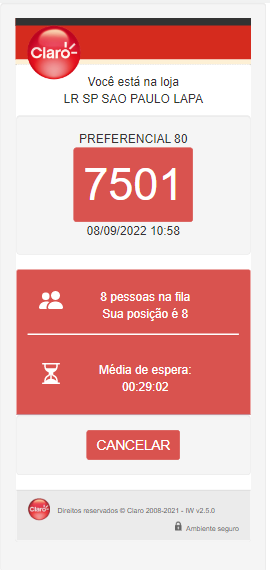 Claro
Você está na loja
LR SP SAO PAULO LAPA
PREFERENCIAL 80
7501
08/09/2022 10:58
8 pessoas na fila
Sua posição é 8
Média de espera:
00:29:02
CANCELAR
Claro
Direitos reservados © Claro 2008-2021 - IW v2.5.0
Ambiente seguro